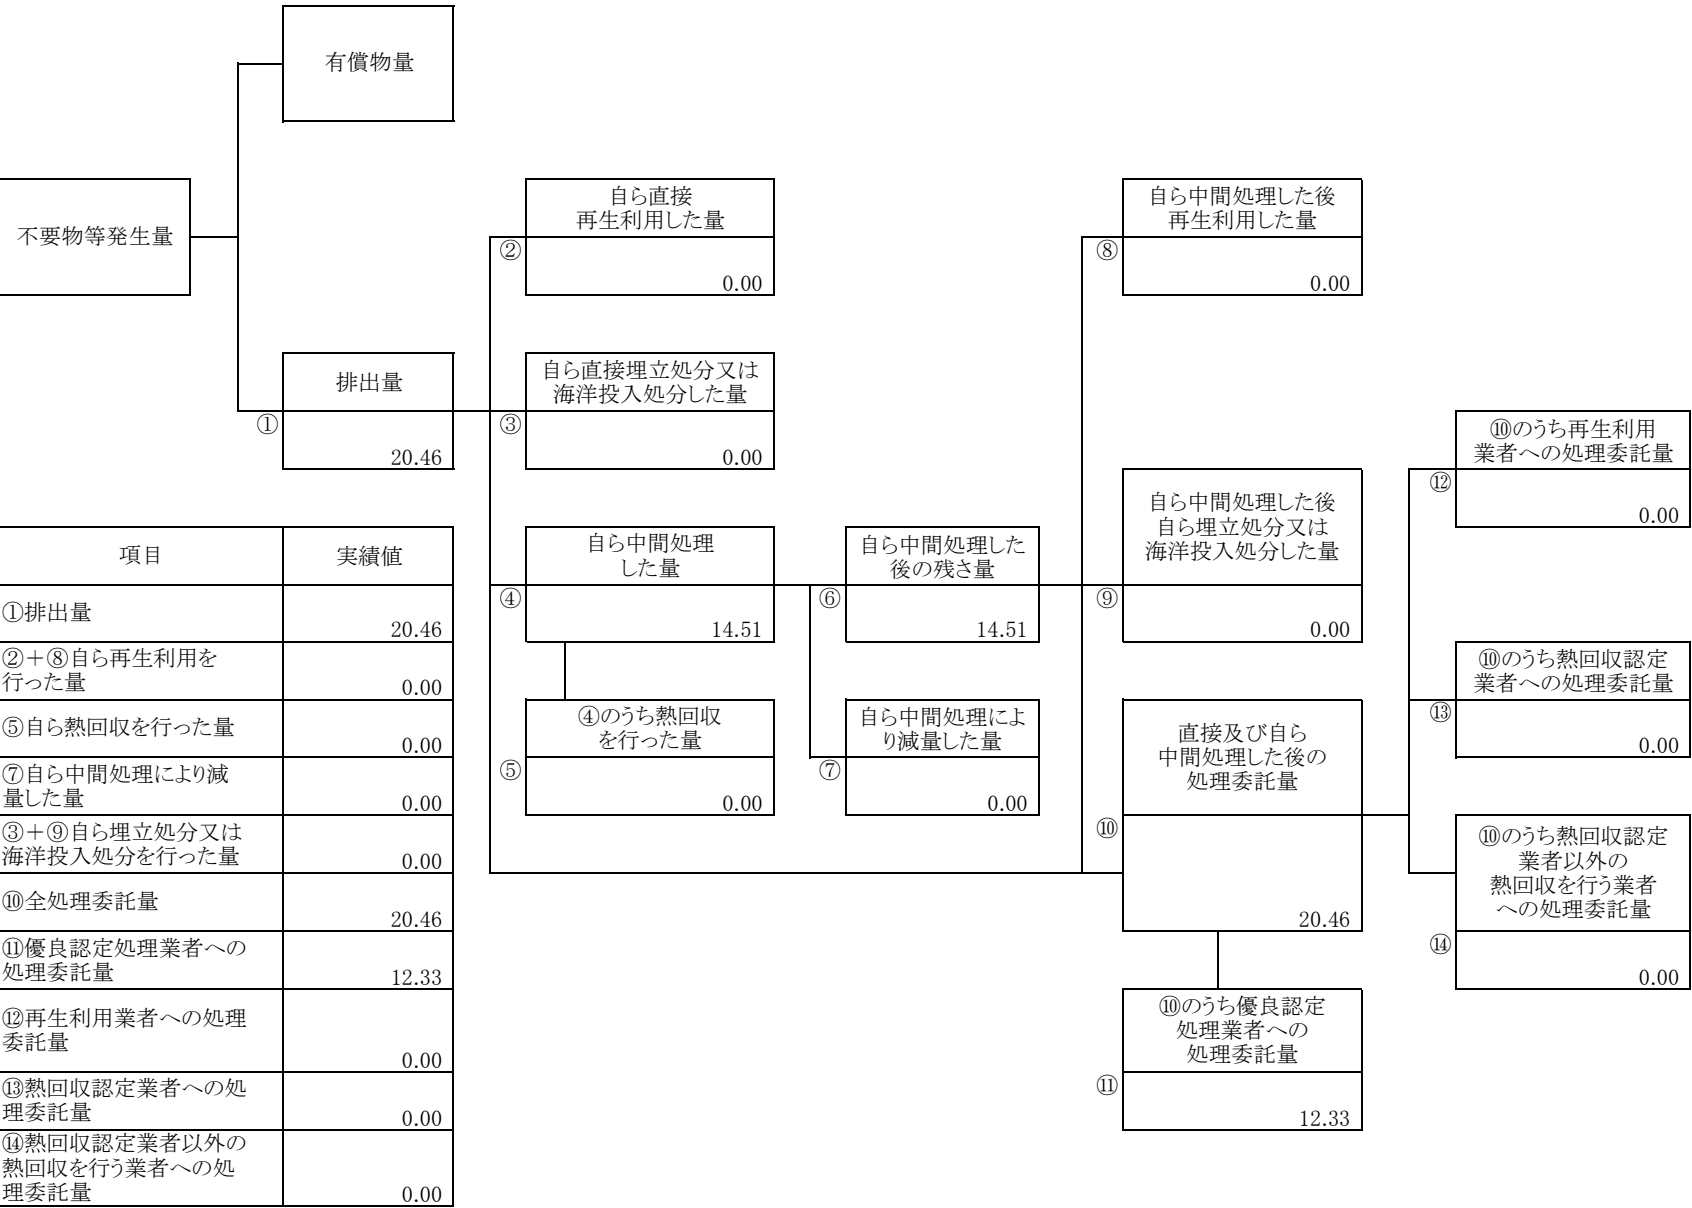 有償物量
不要物等発生量
排出量
①
20.46
自ら直接
再生利用した量
②
0.00
自ら直接埋立処分又は
海洋投入処分した量
③
0.00
自ら中間処理
した量
④
14.51
④のうち熱回収
を行った量
⑤
0.00
自ら中間処理した
後の残さ量
⑥
14.51
自ら中間処理によ
り減量した量
⑦
0.00
自ら中間処理した後
再生利用した量
⑧
0.00
自ら中間処理した後
自ら埋立処分又は
海洋投入処分した量
⑨
0.00
直接及び自ら
中間処理した後の
処理委託量
⑩
20.46
⑩のうち優良認定
処理業者への
処理委託量
⑪
12.33
⑩のうち再生利用
業者への処理委託量
⑫
0.00
⑩のうち熱回収認定
業者への処理委託量
⑬
0.00
⑩のうち熱回収認定
業者以外の
熱回収を行う業者
への処理委託量
⑭
0.00
項目 実績値
①排出量
20.46
②+⑧自ら再生利用を
行った量
0.00
⑤自ら熱回収を行った量
0.00
⑦自ら中間処理により減
量した量
0.00
③+⑨自ら埋立処分又は
海洋投入処分を行った量
0.00
⑩全処理委託量
20.46
⑪優良認定処理業者への
処理委託量
12.33
⑫再生利用業者への処理
委託量
0.00
⑬熱回収認定業者への処
理委託量
0.00
⑭熱回収認定業者以外の
熱回収を行う業者への処
理委託量
0.00